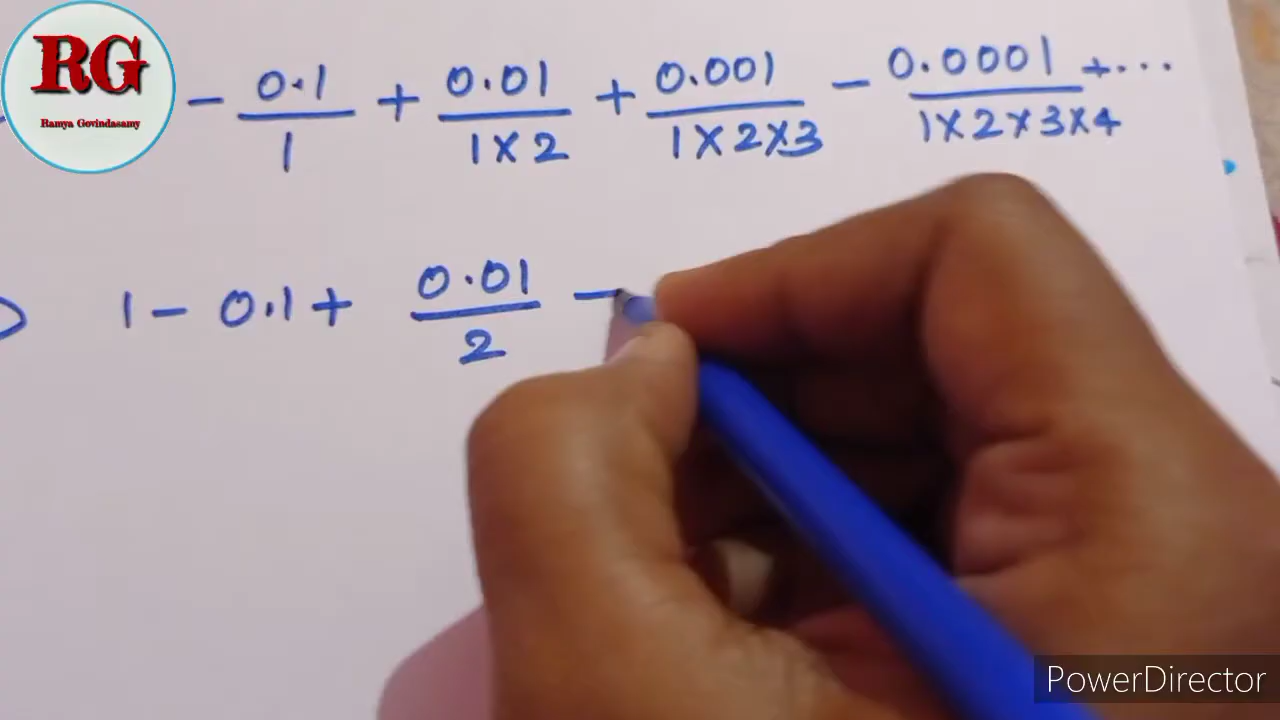 RG
Ramya Govindasamy
- 0.1/1 + 0.01/1×2 + 0.001/1×2×3 - 0.0001/1×2×3×4 +...
1 - 0.1 + 0.01/2 -
PowerDirector